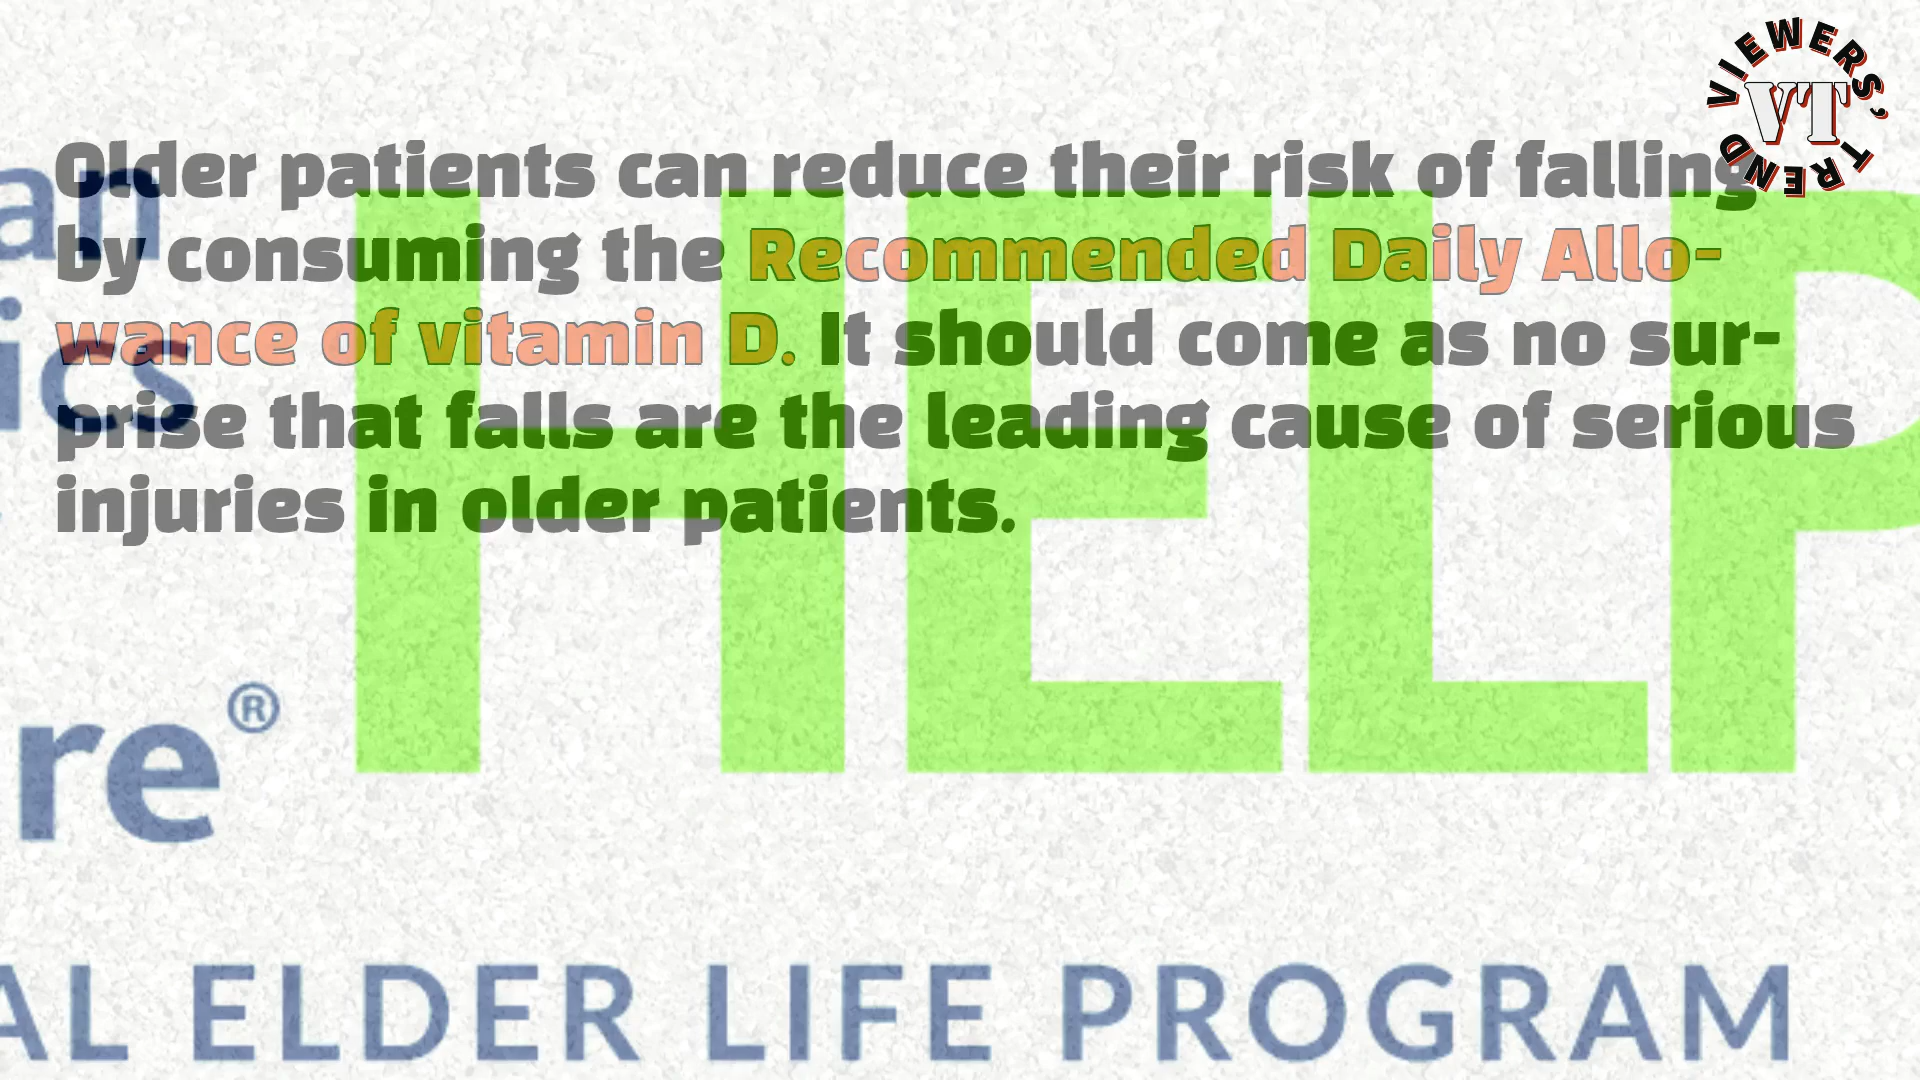 VIEWERS' TREND
VT
Older patients can reduce their risk of falling
by consuming the Recommended Daily Allo-
wance of vitamin D. It should come as no sur-
prise that falls are the leading cause of serious
injuries in older patients.
an
ics
HELP
re®
AL ELDER LIFE PROGRAM